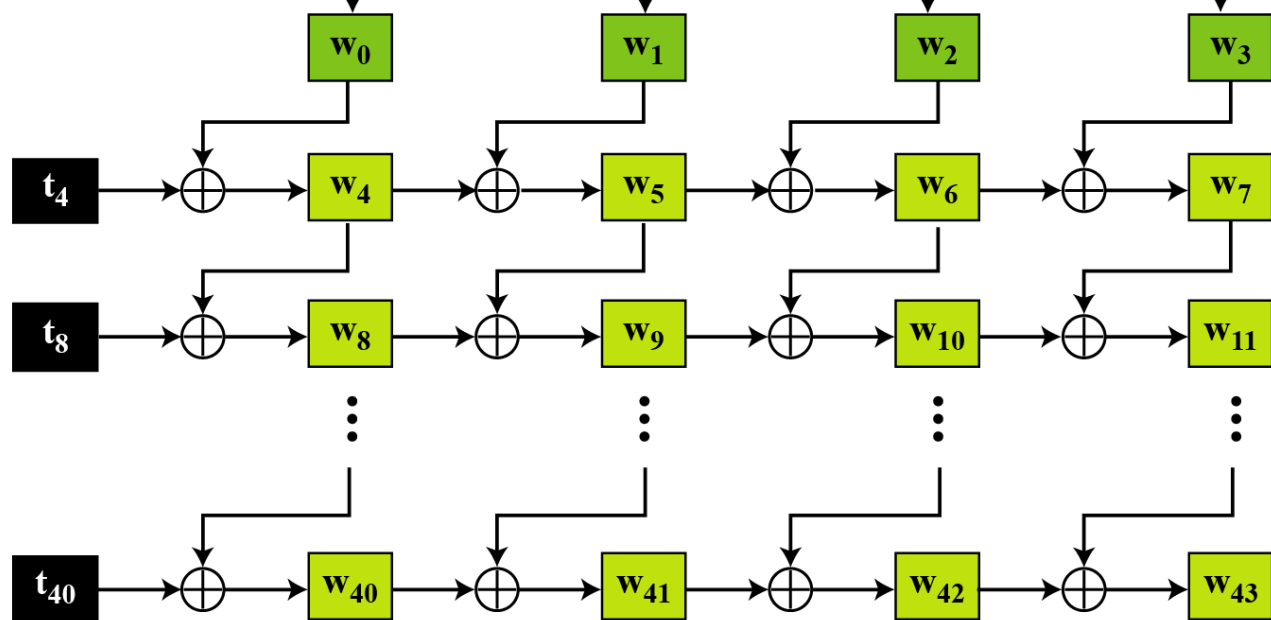 w₀ w₁ w₂ w₃
t₄ w₄ w₅ w₆ w₇
t₈ w₈ w₉ w₁₀ w₁₁
t₄₀ w₄₀ w₄₁ w₄₂ w₄₃